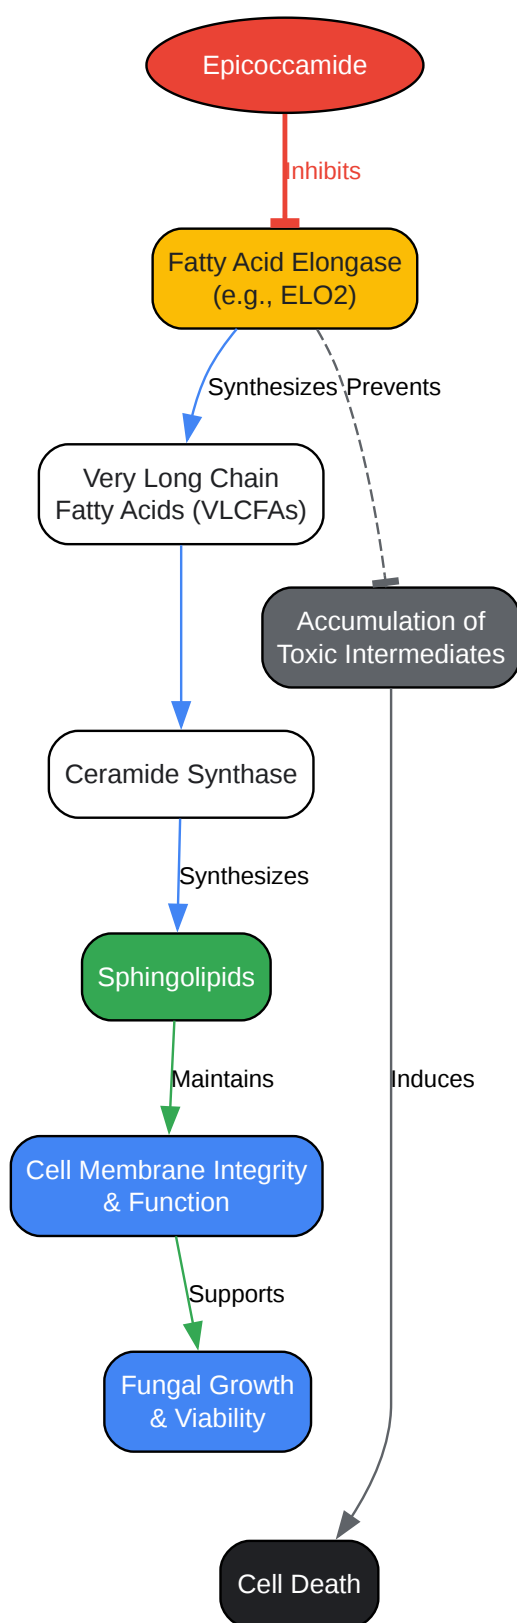 Epicoccamide
Inhibits
Fatty Acid Elongase
(e.g., ELO2)
Synthesizes
Prevents
Very Long Chain
Fatty Acids (VLCFAs)
Accumulation of
Toxic Intermediates
Ceramide Synthase
Synthesizes
Sphingolipids
Maintains
Induces
Cell Membrane Integrity
& Function
Supports
Fungal Growth
& Viability
Cell Death